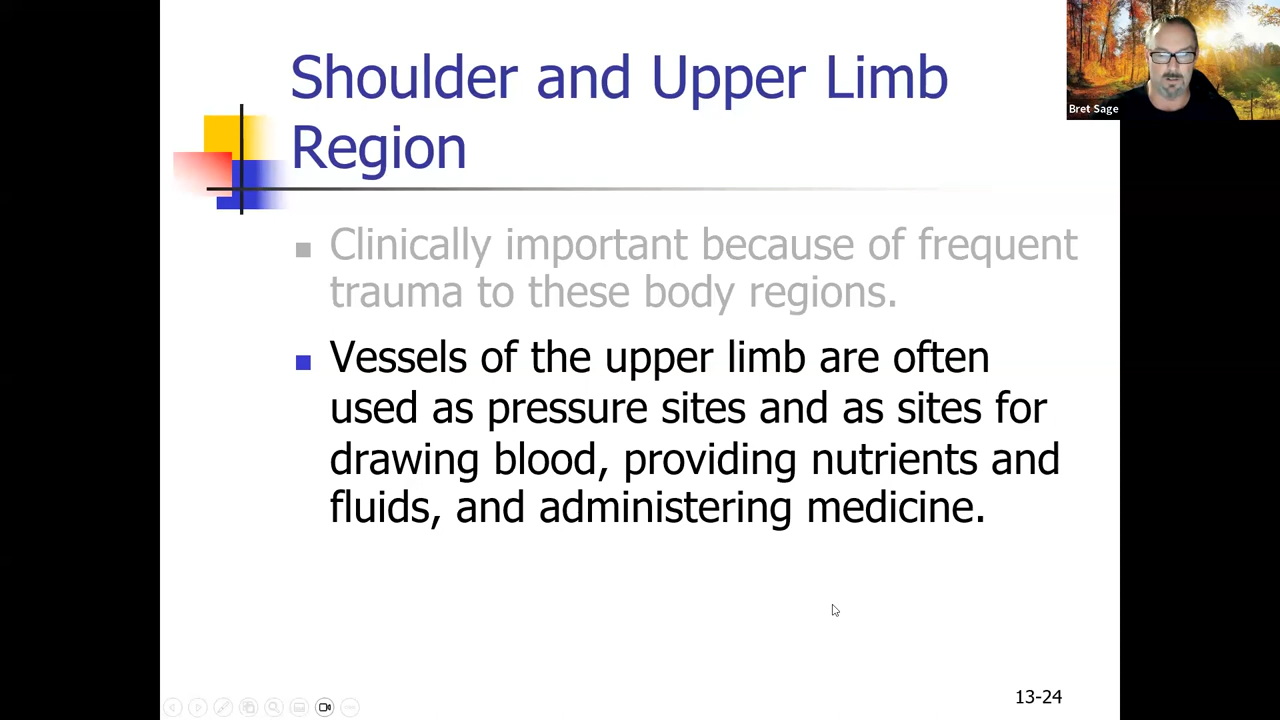 Shoulder and Upper Limb
Region
Bret Sage
Clinically important because of frequent
trauma to these body regions.
Vessels of the upper limb are often
used as pressure sites and as sites for
drawing blood, providing nutrients and
fluids, and administering medicine.
13-24